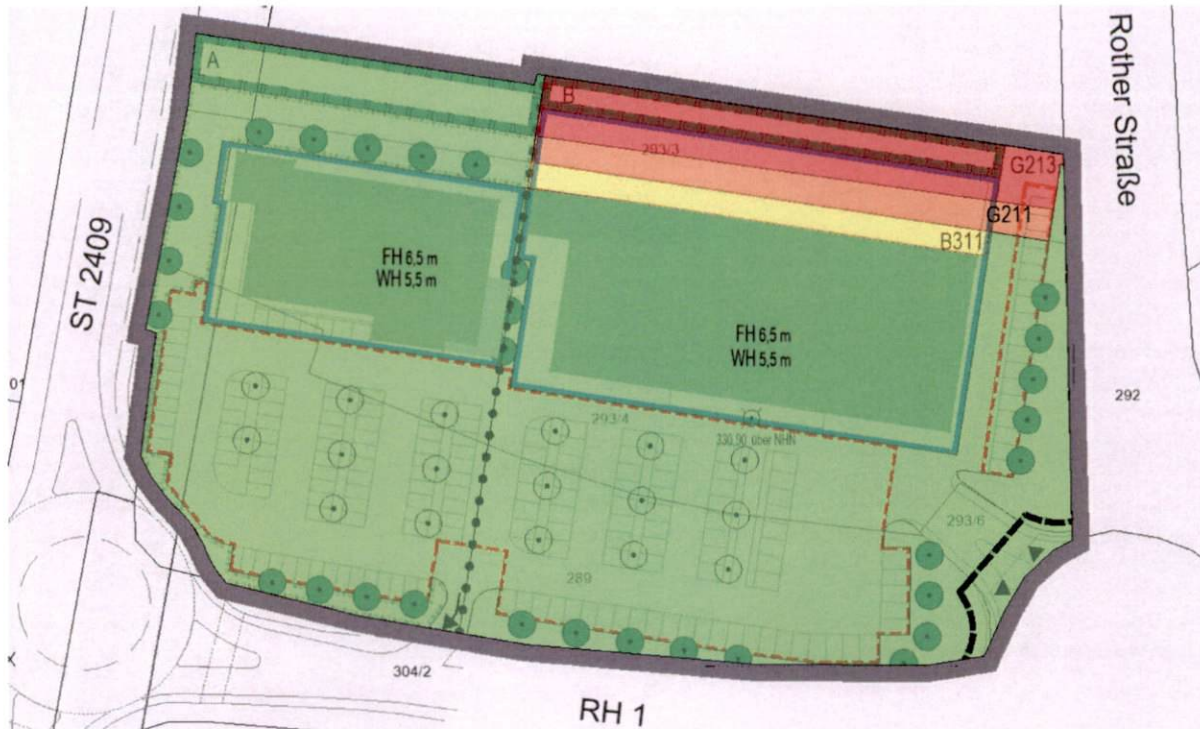 Rother Straße
A
B
293/3
G213
G211
B311
ST 2409
FH 6,5 m
WH 5,5 m
FH 6,5 m
WH 5,5 m
01
292
293/4
330,90 über NHN
293/6
289
304/2
RH 1